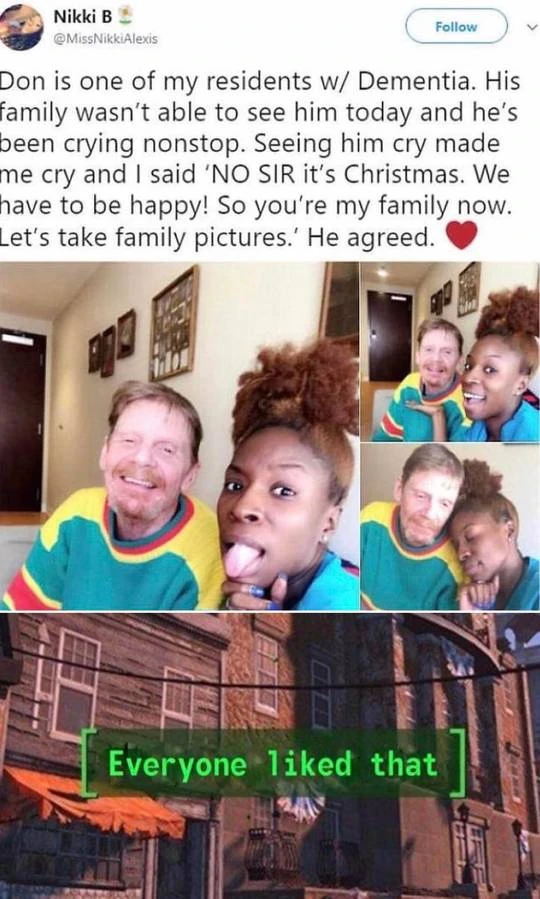 Nikki B
@MissNikkiAlexis
Follow
Don is one of my residents w/ Dementia. His
family wasn't able to see him today and he's
been crying nonstop. Seeing him cry made
me cry and I said 'NO SIR it's Christmas. We
have to be happy! So you're my family now.
Let's take family pictures.' He agreed. ❤
Everyone liked that